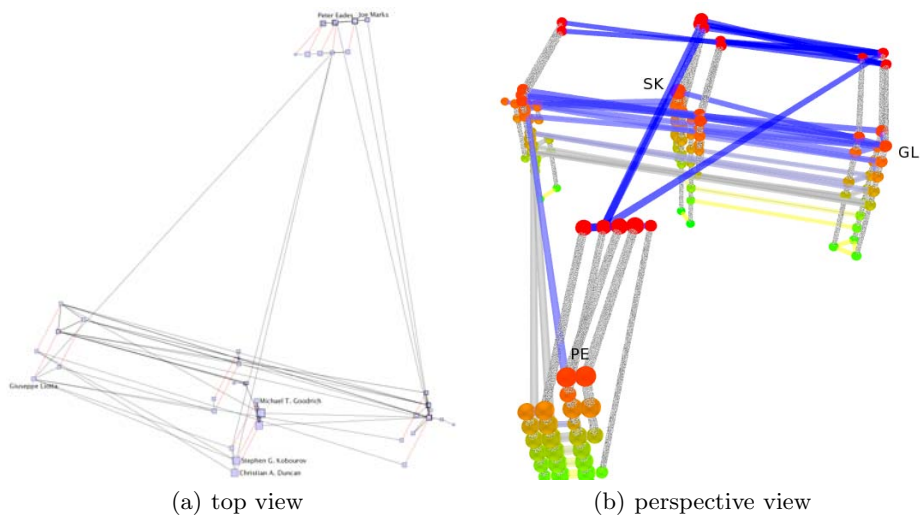 Peter Eades Joe Marks
SK
GL
Giuseppe Liotta
Michael T. Goodrich
PE
Stephen G. Kobourov
Christian A. Duncan
(a) top view
(b) perspective view